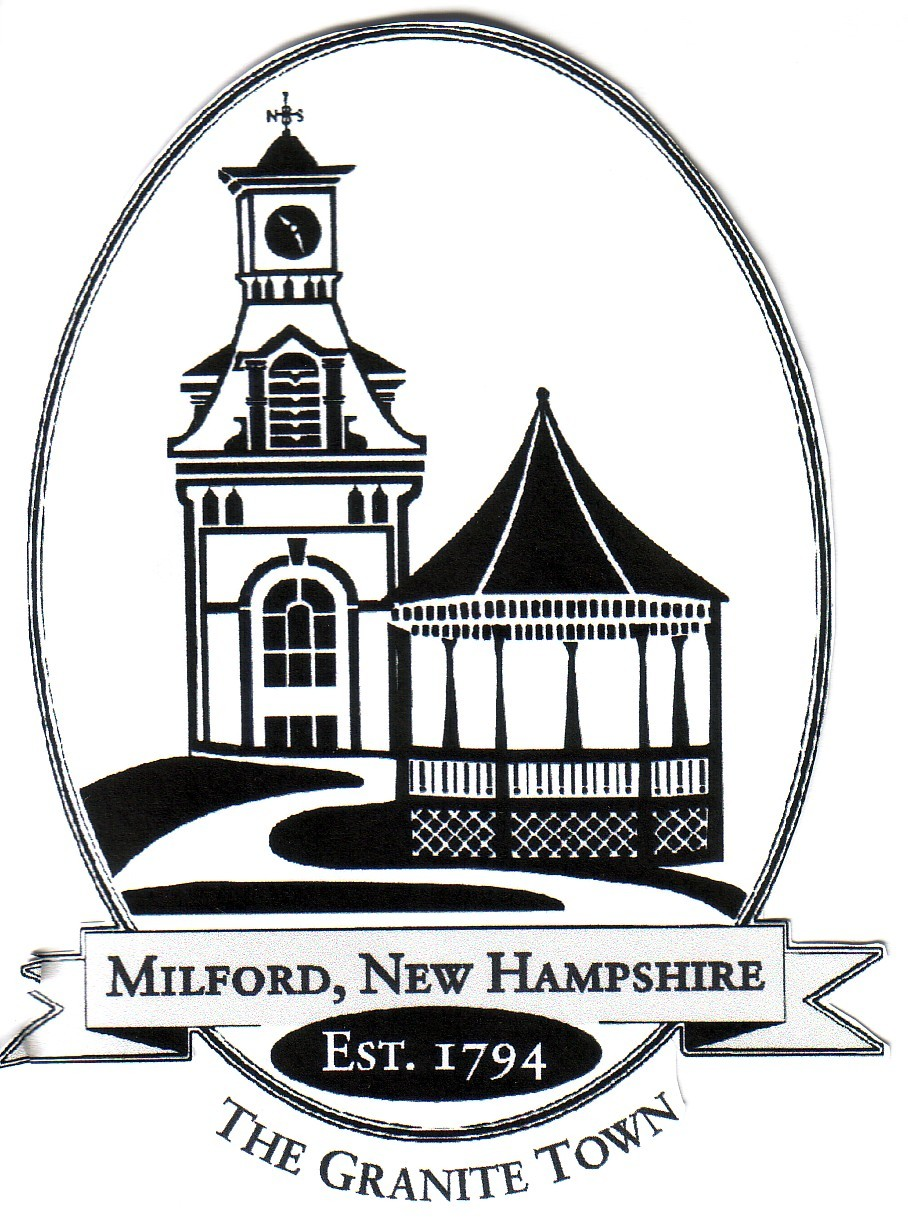 N S
MILFORD, NEW HAMPSHIRE
EST. 1794
THE GRANITE TOWN